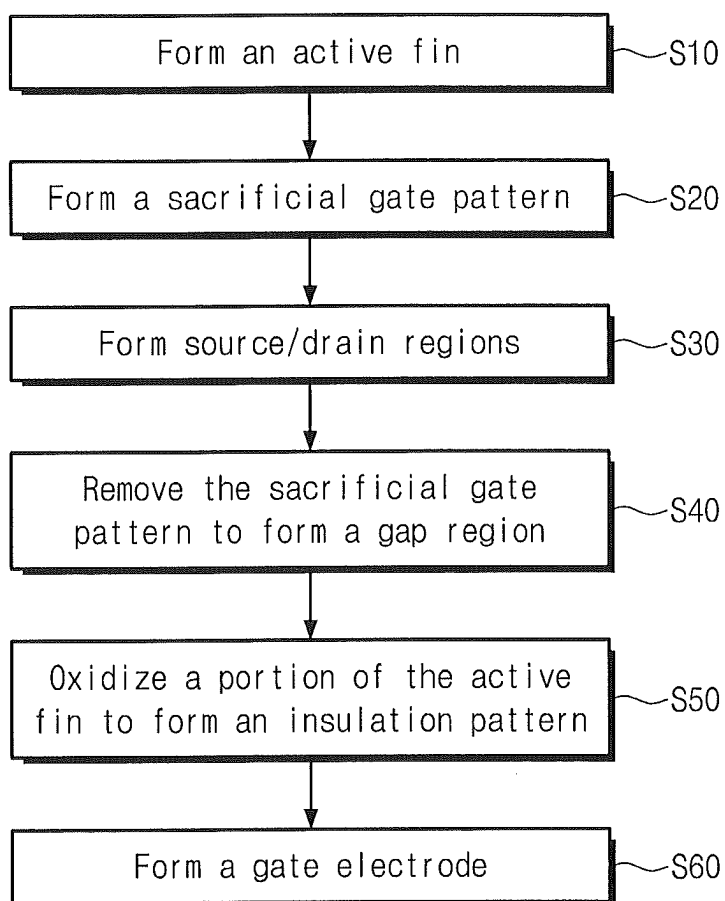 Form an active fin
S10
Form a sacrificial gate pattern
S20
Form source/drain regions
S30
Remove the sacrificial gate
pattern to form a gap region
S40
Oxidize a portion of the active
fin to form an insulation pattern
S50
Form a gate electrode
S60